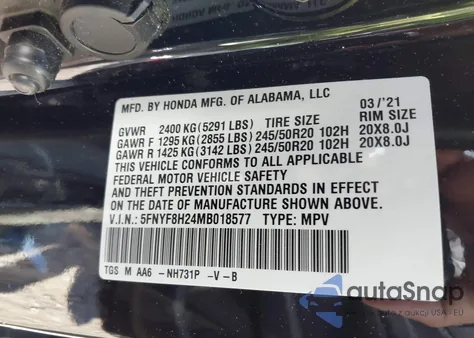 MFD. BY HONDA MFG. OF ALABAMA, LLC
03/'21
GVWR 2400 KG(5291 LBS) TIRE SIZE RIM SIZE
GAWR F 1295 KG(2855 LBS) 245/50R20 102H 20X8.0J
GAWR R 1425 KG(3142 LBS) 245/50R20 102H 20X8.0J
THIS VEHICLE CONFORMS TO ALL APPLICABLE
FEDERAL MOTOR VEHICLE SAFETY
AND THEFT PREVENTION STANDARDS IN EFFECT
ON THE DATE OF MANUFACTURE SHOWN ABOVE.
V.I.N: 5FNYF8H24MB018577 TYPE: MPV
TGS M AA6 -NH731P -V-B
autoSnap
aukcji USA I EU